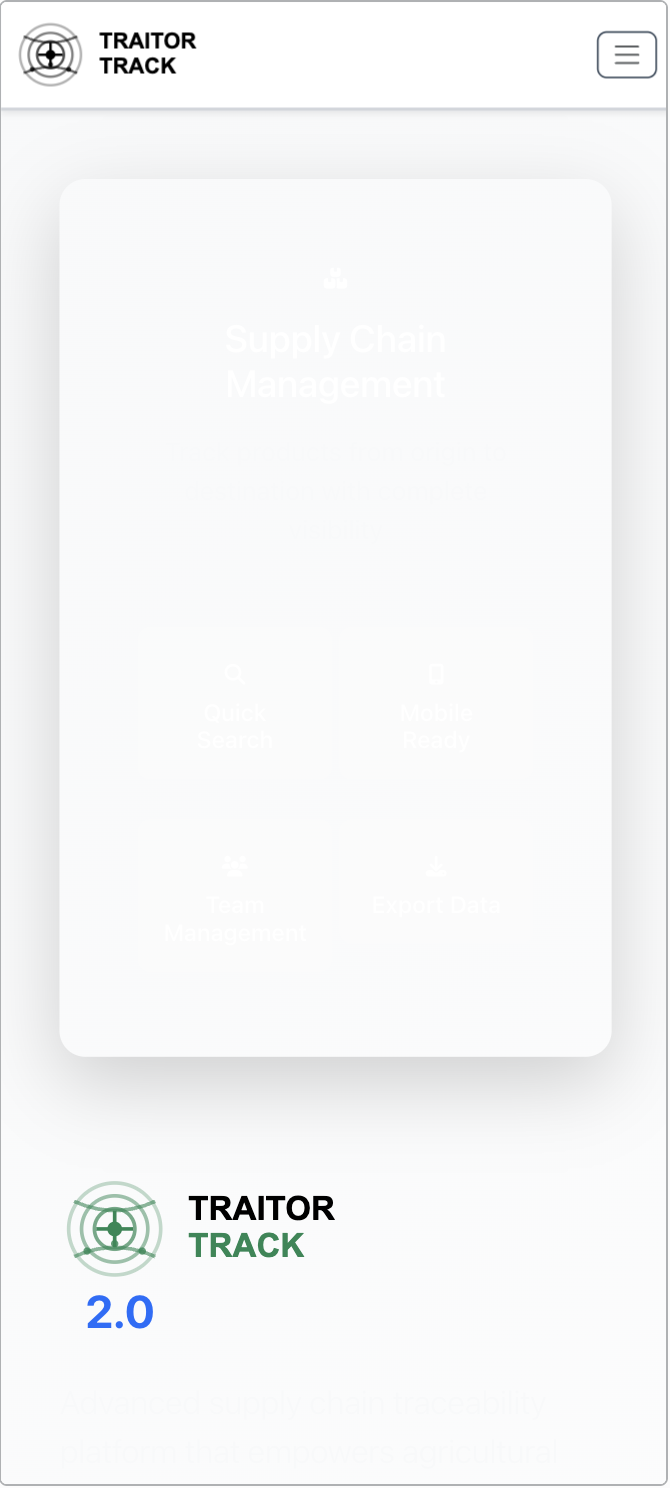 TRAITOR
TRACK
Supply Chain
Management
Quick
Search
Mobile
Ready
Team
Management
Export Data
TRAITOR
TRACK
2.0
Advanced supply chain traceability
platform that empowers agricultural